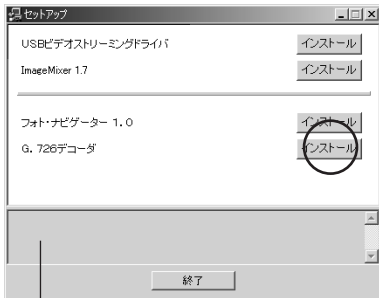 セットアップ
USBビデオストリーミングドライバ
インストール
ImageMixer 1.7
インストール
フォト・ナビゲーター 1.0
インストール
G.726デコーダ
インストール
終了